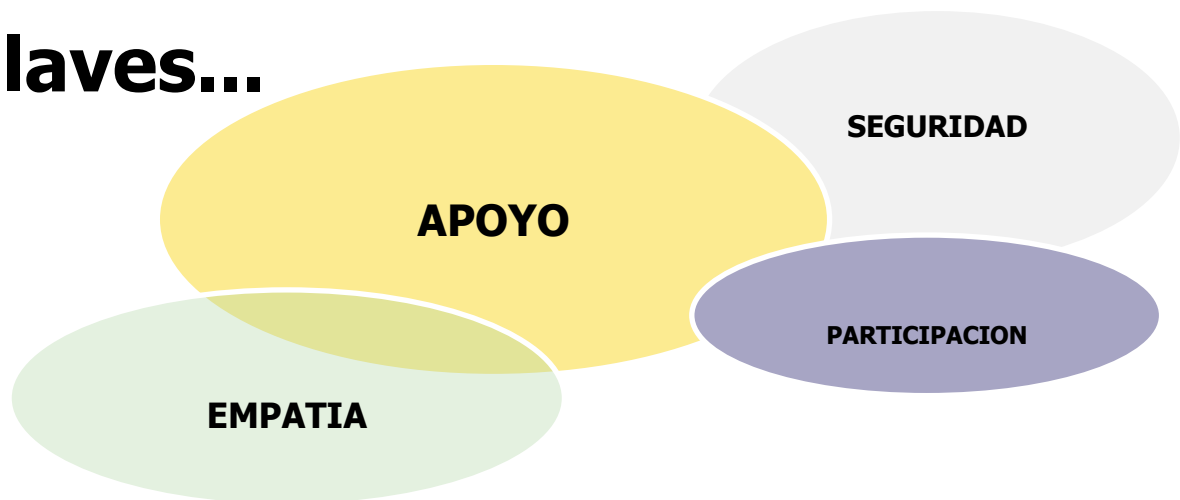 laves...
SEGURIDAD
APOYO
PARTICIPACION
EMPATIA